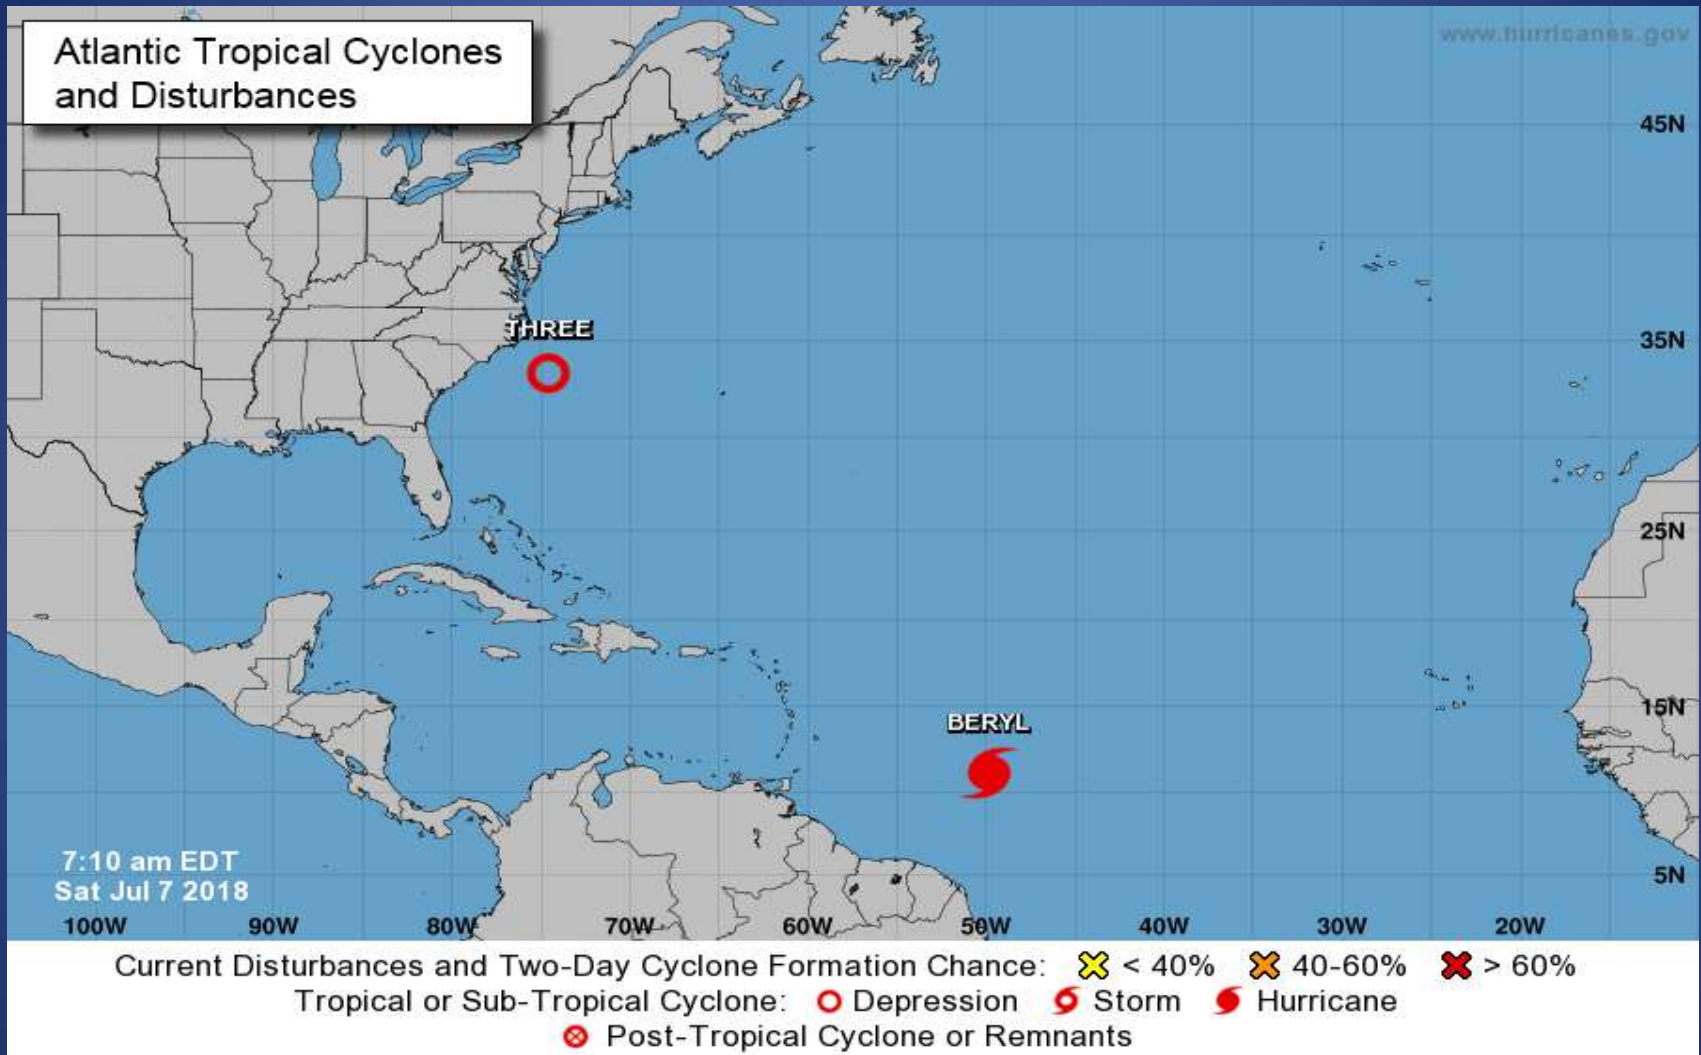 Atlantic Tropical Cyclones
and Disturbances
www.hurricanes.gov
45N
35N
THREE
25N
15N
BERYL
7:10 am EDT
Sat Jul 7 2018
5N
100W 90W 80W 70W 60W 50W 40W 30W 20W
Current Disturbances and Two-Day Cyclone Formation Chance: < 40% 40-60% > 60%
Tropical or Sub-Tropical Cyclone: Depression Storm Hurricane
Post-Tropical Cyclone or Remnants